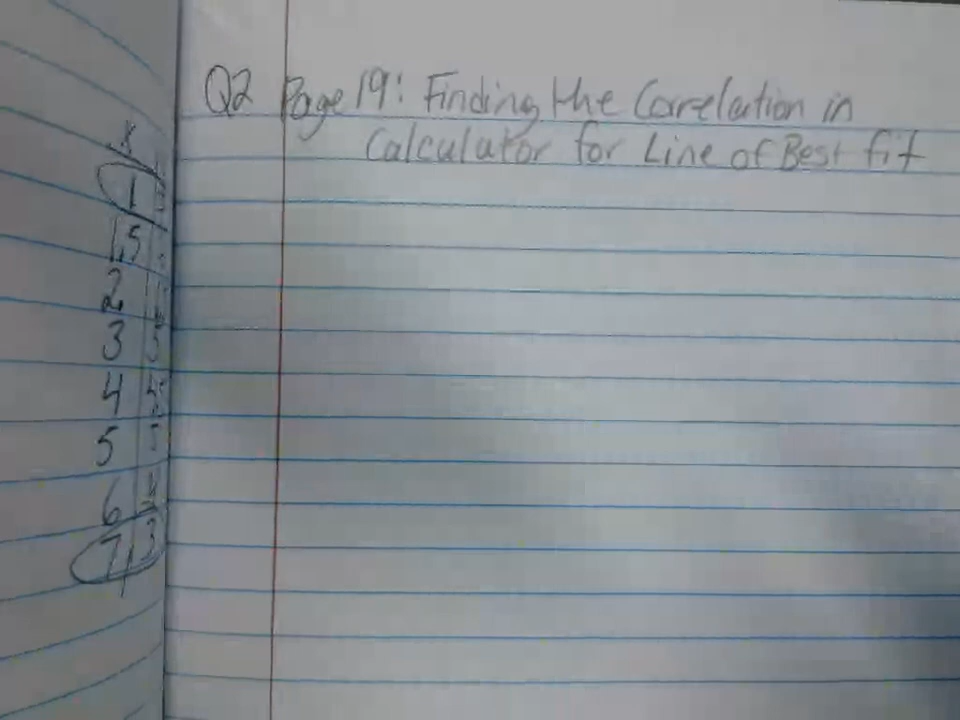 Q2 Page 19: Finding the Correlation in
Calculator for Line of Best fit
x
1
1.5
2
3
4
5
6
7